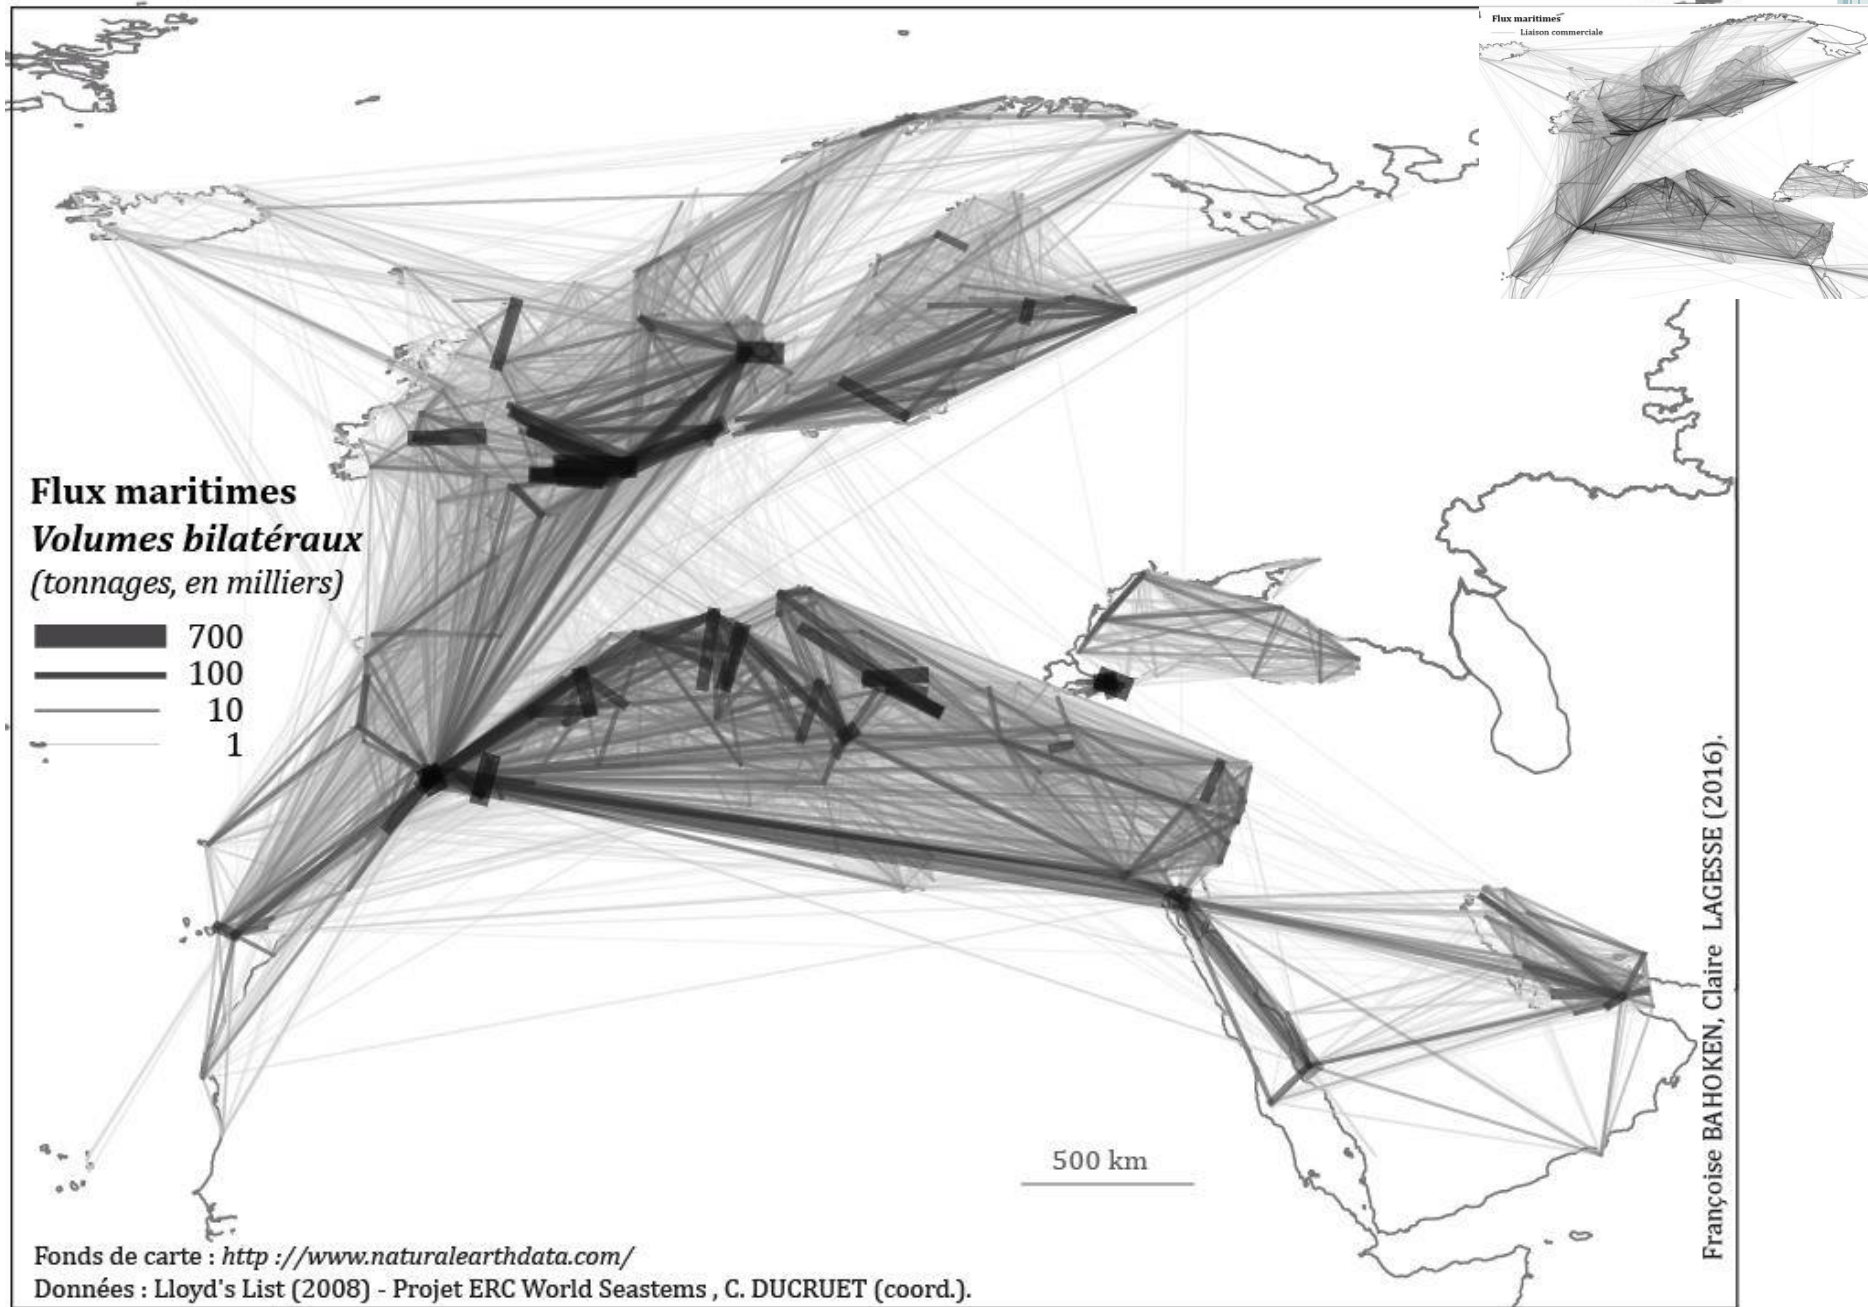 Flux maritimes
Liaison commerciale
Flux maritimes
Volumes bilatéraux
(tonnages, en milliers)
700
100
10
1
500 km
Françoise BAHOKEN, Claire LAGESSE (2016).
Fonds de carte : http ://www.naturalearthdata.com/
Données : Lloyd's List (2008) - Projet ERC World Seastems , C. DUCRUET (coord.).